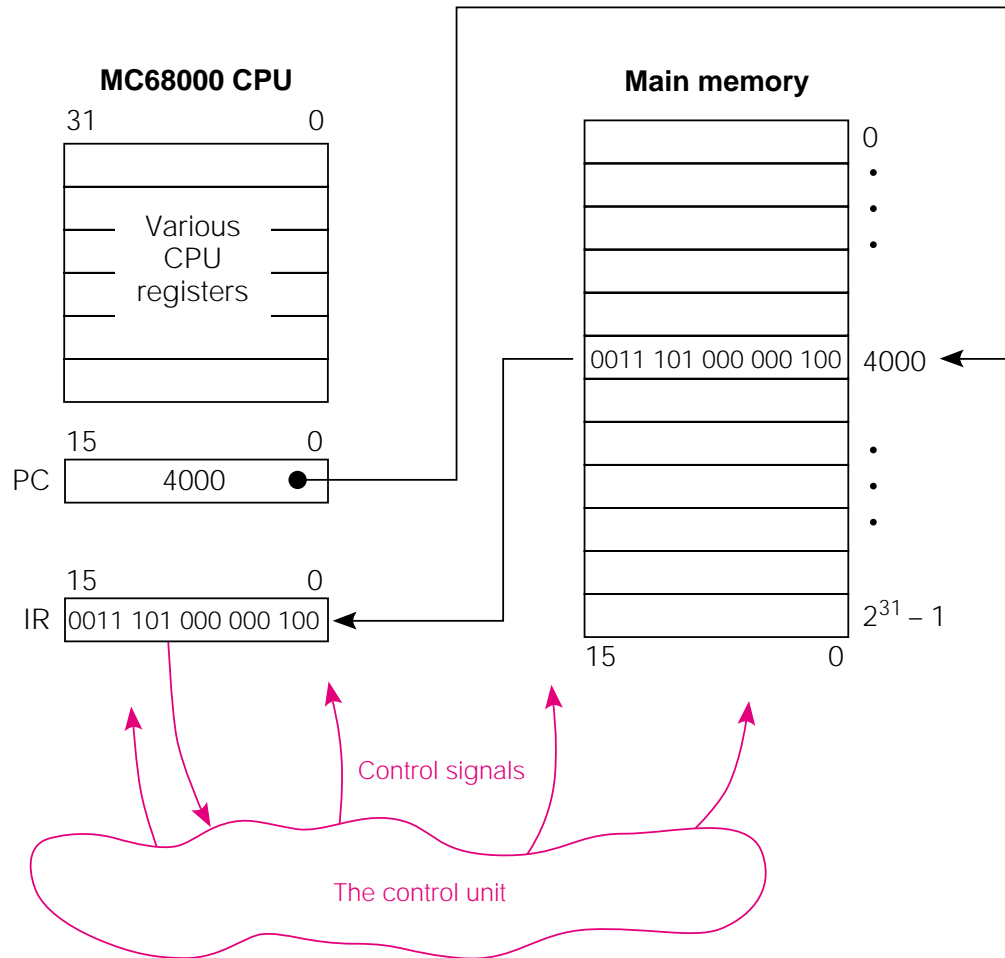 MC68000 CPU
31 0
Various
CPU
registers
15 0
PC 4000
15 0
IR 0011 101 000 000 100
Main memory
0
0011 101 000 000 100 4000
2³¹ – 1
15 0
Control signals
The control unit